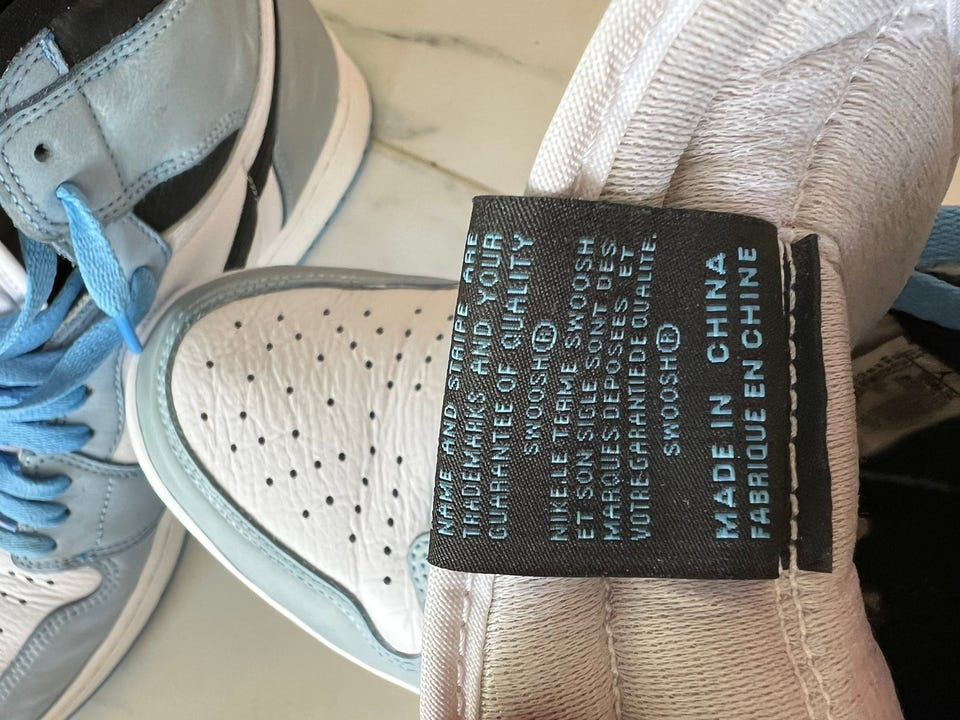 NAME AND STRIPE ARE
TRADEMARKS AND YOUR
GUARANTEE OF QUALITY
SWOOSH®
NIKE.LE TERME SWOOSH
ET SON SIGLE SONT DES
MARQUES DEPOSEES ET
VOTRE GARANTIE DE QUALITE.
SWOOSH®
MADE IN CHINA
FABRIQUE EN CHINE